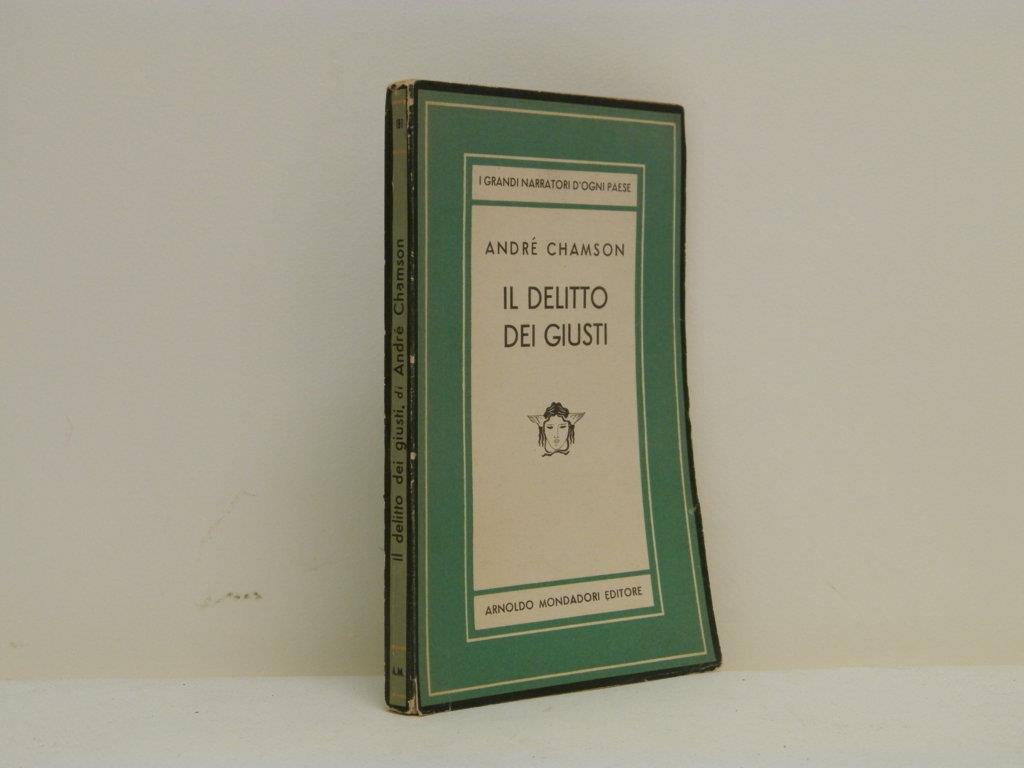 I GRANDI NARRATORI D'OGNI PAESE
ANDRÉ CHAMSON
IL DELITTO
DEI GIUSTI
ARNOLDO MONDADORI EDITORE
Il delitto dei giusti, di André Chamson
A.M.